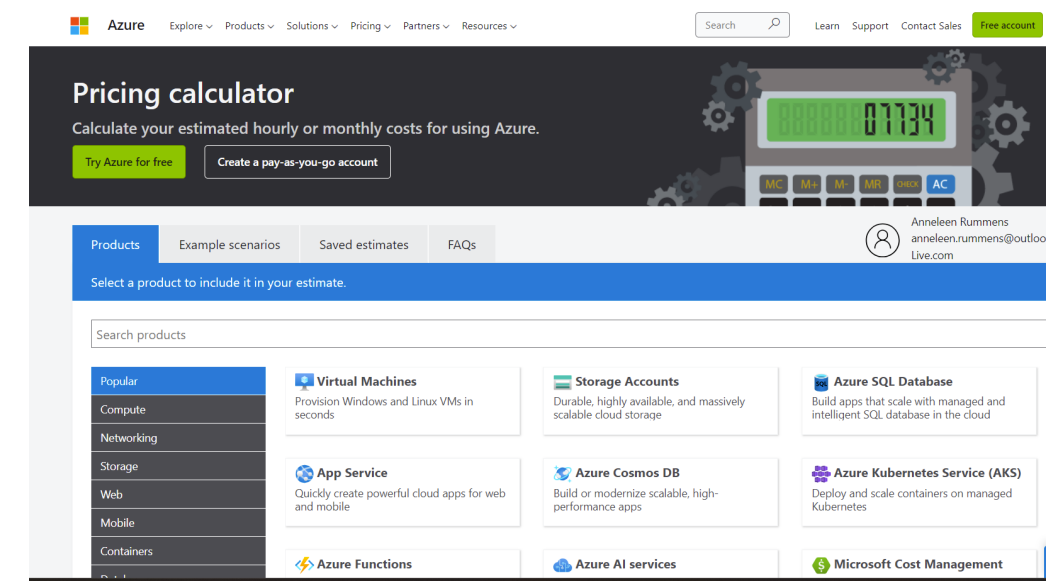 Azure
Explore Products Solutions Pricing Partners Resources
Search
Learn Support Contact Sales
Free account
Pricing calculator
Calculate your estimated hourly or monthly costs for using Azure.
Try Azure for free
Create a pay-as-you-go account
07734
MC M+ M- MR CHECK AC
Products
Example scenarios
Saved estimates
FAQs
Anneleen Rummens
anneleen.rummens@outloo
Live.com
Select a product to include it in your estimate.
Search products
Popular
Compute
Networking
Storage
Web
Mobile
Containers
Virtual Machines
Provision Windows and Linux VMs in
seconds
Storage Accounts
Durable, highly available, and massively
scalable cloud storage
SQL
Azure SQL Database
Build apps that scale with managed and
intelligent SQL database in the cloud
App Service
Quickly create powerful cloud apps for web
and mobile
Azure Cosmos DB
Build or modernize scalable, high-
performance apps
Azure Kubernetes Service (AKS)
Deploy and scale containers on managed
Kubernetes
Azure Functions
Azure AI services
Microsoft Cost Management